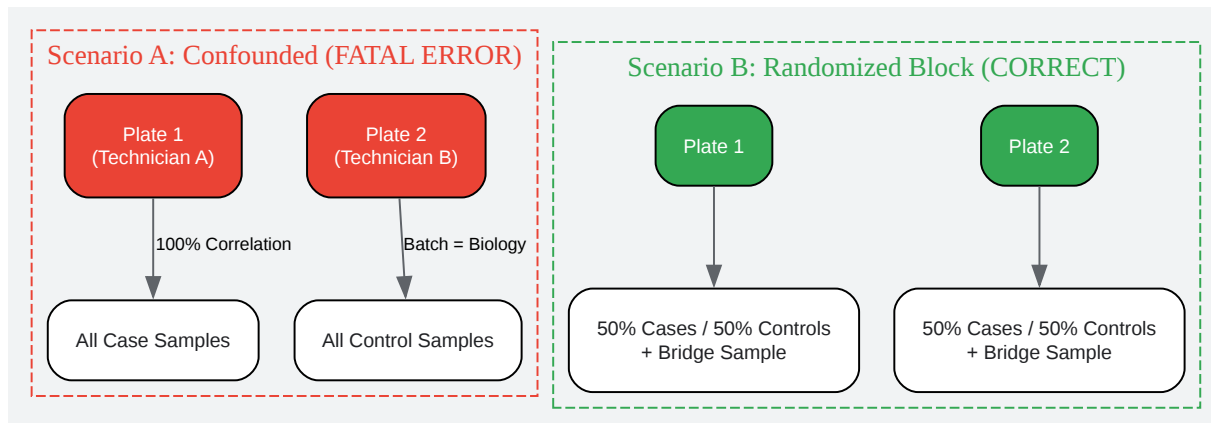 Scenario A: Confounded (FATAL ERROR)
Plate 1
(Technician A)
Plate 2
(Technician B)
100% Correlation
Batch = Biology
All Case Samples
All Control Samples
Scenario B: Randomized Block (CORRECT)
Plate 1
Plate 2
50% Cases / 50% Controls
+ Bridge Sample
50% Cases / 50% Controls
+ Bridge Sample